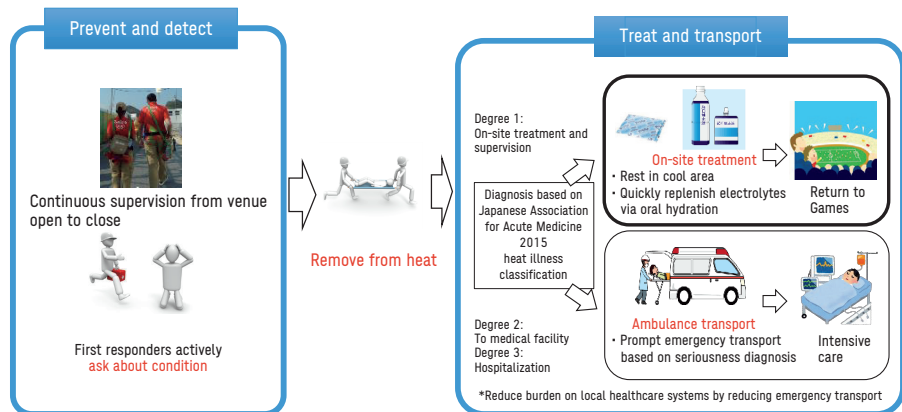 Prevent and detect
Continuous supervision from venue
open to close
First responders actively
ask about condition
Remove from heat
Treat and transport
Degree 1:
On-site treatment and
supervision
Diagnosis based on
Japanese Association
for Acute Medicine
2015
heat illness
classification
Degree 2:
To medical facility
Degree 3:
Hospitalization
On-site treatment
・Rest in cool area
・Quickly replenish electrolytes
via oral hydration
Return to
Games
Ambulance transport
・Prompt emergency transport
based on seriousness diagnosis
Intensive
care
*Reduce burden on local healthcare systems by reducing emergency transport